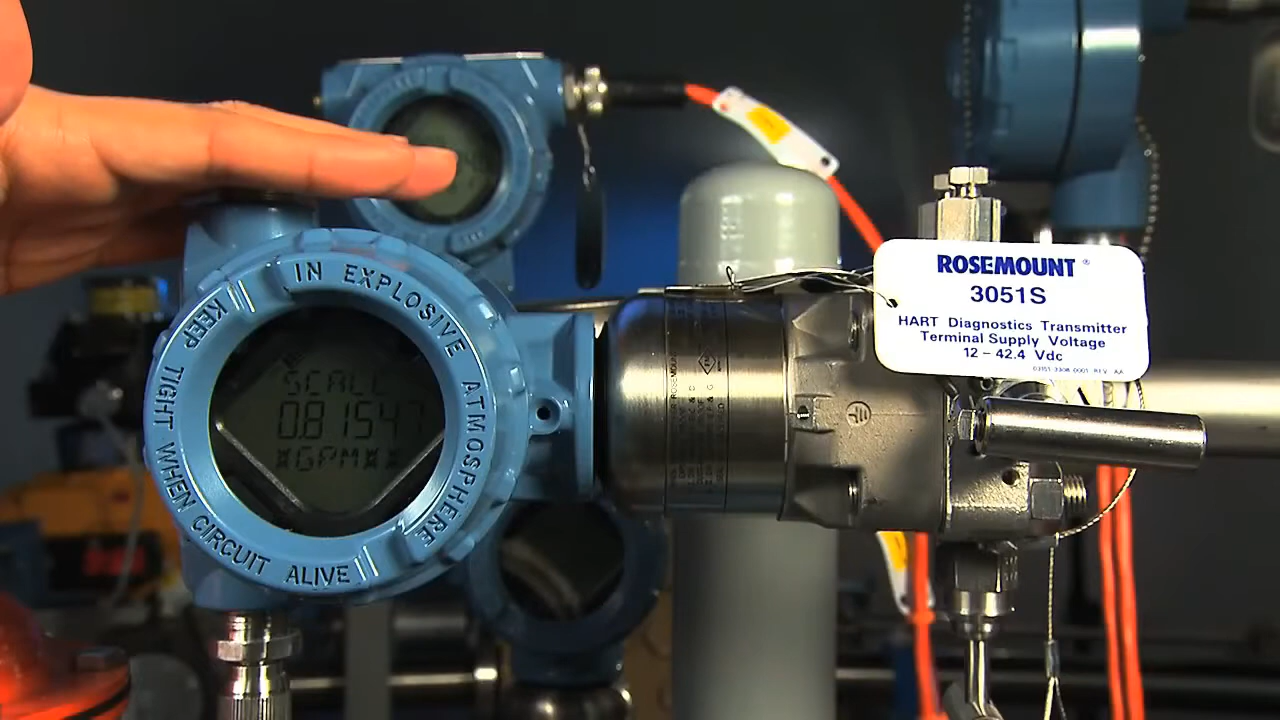 KEEP TIGHT WHEN CIRCUIT ALIVE
IN EXPLOSIVE ATMOSPHERE
SCALE
0.81547
*GPM**
ROSEMOUNT ®
3051S
HART Diagnostics Transmitter
Terminal Supply Voltage
12 – 42.4 Vdc